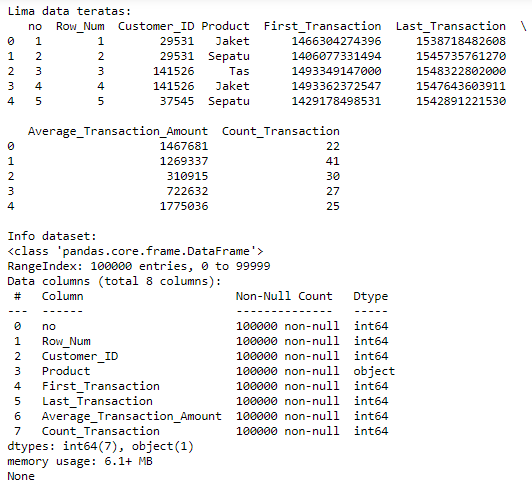 Lima data teratas:
   no  Row_Num  Customer_ID Product  First_Transaction  Last_Transaction  \
0   1        1        29531   Jaket      1466304274396     1538718482608
1   2        2        29531  Sepatu      1406077331494     1545735761270
2   3        3       141526     Tas      1493349147000     1548322802000
3   4        4       141526   Jaket      1493362372547     1547643603911
4   5        5        37545  Sepatu      1429178498531     1542891221530
   Average_Transaction_Amount  Count_Transaction
0                     1467681                 22
1                     1269337                 41
2                      310915                 30
3                      722632                 27
4                     1775036                 25
Info dataset:
<class 'pandas.core.frame.DataFrame'>
RangeIndex: 100000 entries, 0 to 99999
Data columns (total 8 columns):
 #   Column                      Non-Null Count   Dtype
---  ------                      --------------   -----
 0   no                          100000 non-null  int64
 1   Row_Num                     100000 non-null  int64
 2   Customer_ID                 100000 non-null  int64
 3   Product                     100000 non-null  object
 4   First_Transaction           100000 non-null  int64
 5   Last_Transaction            100000 non-null  int64
 6   Average_Transaction_Amount  100000 non-null  int64
 7   Count_Transaction           100000 non-null  int64
dtypes: int64(7), object(1)
memory usage: 6.1+ MB
None